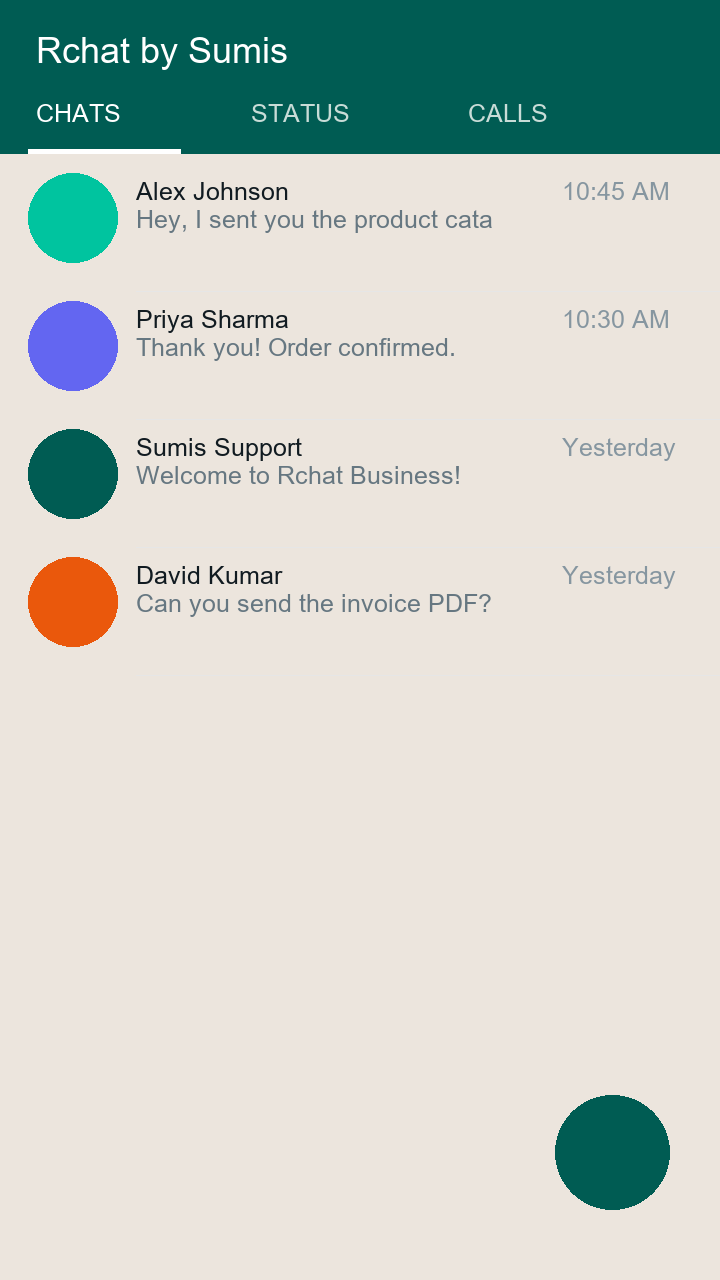 Rchat by Sumis
CHATS STATUS CALLS
Alex Johnson 10:45 AM
Hey, I sent you the product cata
Priya Sharma 10:30 AM
Thank you! Order confirmed.
Sumis Support Yesterday
Welcome to Rchat Business!
David Kumar Yesterday
Can you send the invoice PDF?